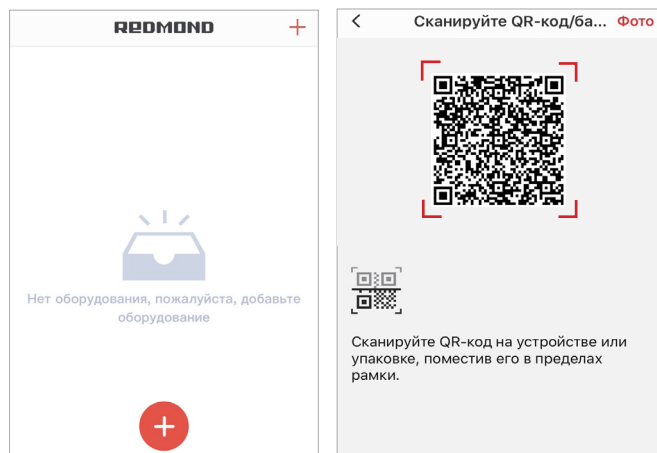 REDMOND
Нет оборудования, пожалуйста, добавьте
оборудование
Сканируйте QR-код/ба... Фото
Сканируйте QR-код на устройстве или
упаковке, поместив его в пределах
рамки.